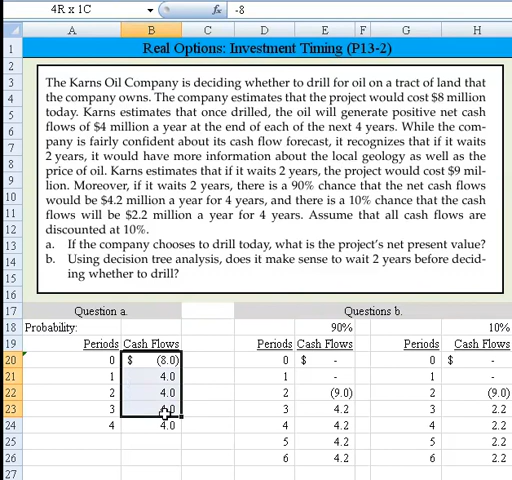 4R x 1C fx -8
A B C D E F G H
1 Real Options: Investment Timing (P13-2)
2
3 The Karns Oil Company is deciding whether to drill for oil on a tract of land that
4 the company owns. The company estimates that the project would cost $8 million
5 today. Karns estimates that once drilled, the oil will generate positive net cash
6 flows of $4 million a year at the end of each of the next 4 years. While the com-
7 pany is fairly confident about its cash flow forecast, it recognizes that if it waits
8 2 years, it would have more information about the local geology as well as the
9 price of oil. Karns estimates that if it waits 2 years, the project would cost $9 mil-
10 lion. Moreover, if it waits 2 years, there is a 90% chance that the net cash flows
11 would be $4.2 million a year for 4 years, and there is a 10% chance that the cash
flows will be $2.2 million a year for 4 years. Assume that all cash flows are
12 discounted at 10%.
13 a. If the company chooses to drill today, what is the project's net present value?
14 b. Using decision tree analysis, does it make sense to wait 2 years before decid-
15 ing whether to drill?
16
17 Question a. Questions b.
18 Probability: 90% 10%
19 Periods Cash Flows Periods Cash Flows Periods Cash Flows
20 0 $ (8.0) 0 $ - 0 $ -
21 1 4.0 1 - 1 -
22 2 4.0 2 (9.0) 2 (9.0)
23 3 4.0 3 4.2 3 2.2
24 4 4.0 4 4.2 4 2.2
25 5 4.2 5 2.2
26 6 4.2 6 2.2
27